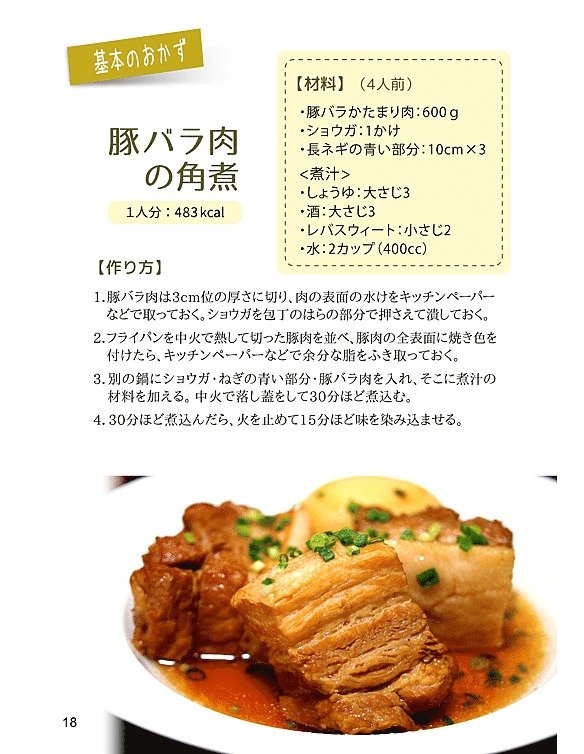 基本のおかず
豚バラ肉
の角煮
1人分：483kcal
【材料】（4人前）
・豚バラかたまり肉：600ｇ
・ショウガ：1かけ
・長ネギの青い部分：10cm×3
<煮汁>
・しょうゆ：大さじ3
・酒：大さじ3
・レバスウィート：小さじ2
・水：2カップ（400cc）
【作り方】
1.豚バラ肉は3cm位の厚さに切り、肉の表面の水けをキッチンペーパー
などで取っておく。ショウガを包丁のはらの部分で押さえて潰しておく。
2.フライパンを中火で熱して切った豚肉を並べ、豚肉の全表面に焼き色を
付けたら、キッチンペーパーなどで余分な脂をふき取っておく。
3.別の鍋にショウガ・ねぎの青い部分・豚バラ肉を入れ、そこに煮汁の
材料を加える。中火で落し蓋をして30分ほど煮込む。
4.30分ほど煮込んだら、火を止めて15分ほど味を染み込ませる。
18